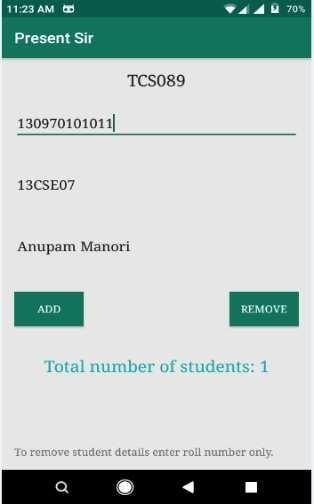 11:23 AM 70%
Present Sir
TCS089
130970101011
13CSE07
Anupam Manori
ADD REMOVE
Total number of students: 1
To remove student details enter roll number only.